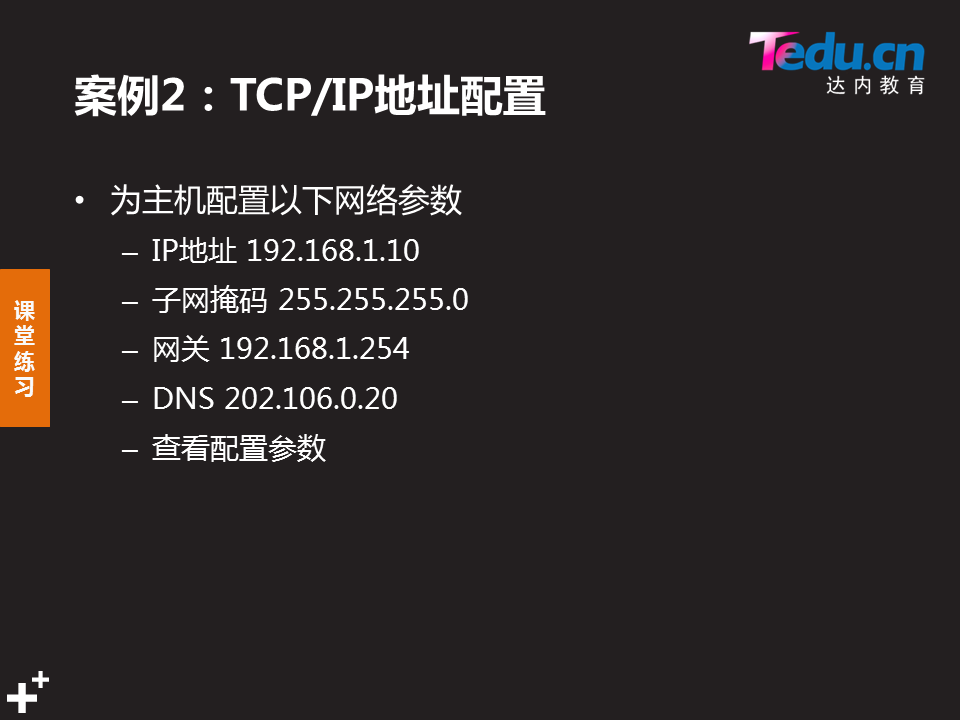 Tedu.cn
达内教育
案例2：TCP/IP地址配置
• 为主机配置以下网络参数
– IP地址 192.168.1.10
– 子网掩码 255.255.255.0
– 网关 192.168.1.254
– DNS 202.106.0.20
– 查看配置参数
课堂练习